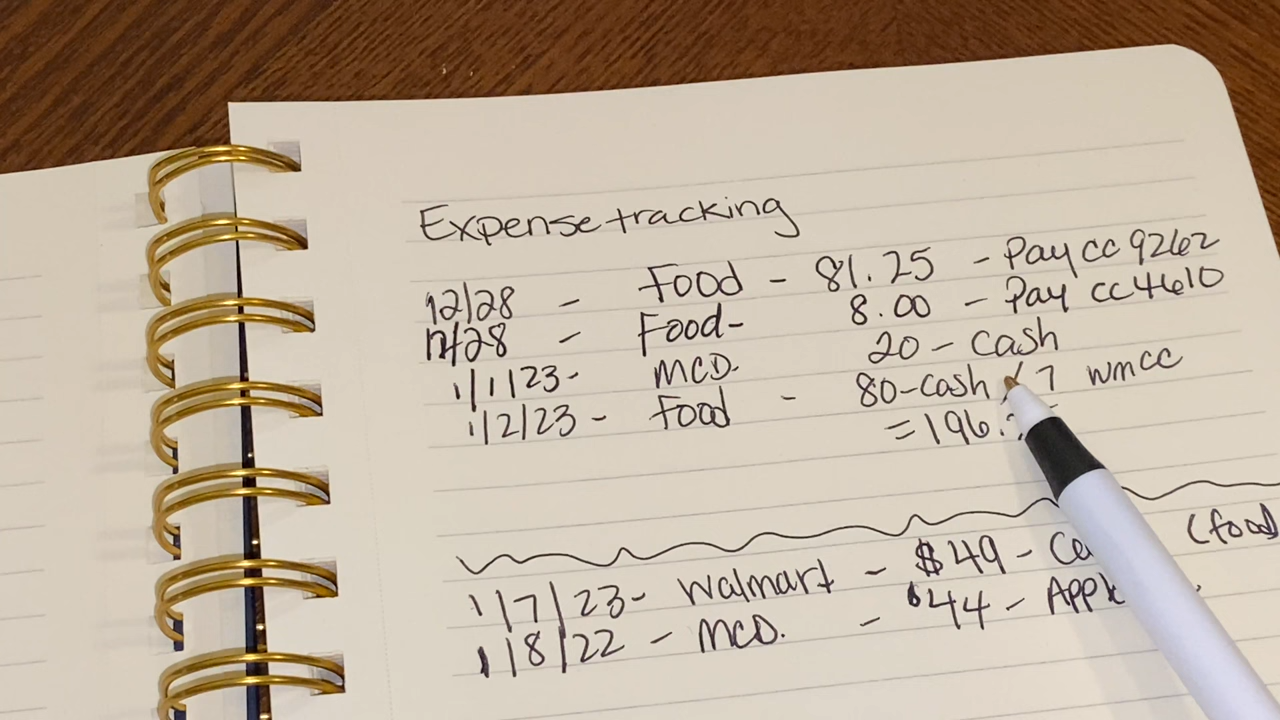 Expense tracking
12/28 - Food - 81.25 - Pay cc 9262
12/28 - Food - 8.00 - Pay cc 4610
1/1/23 - MCD. 20 - cash
1/2/23 - Food - 80 - cash / 7 wmcc
= 196.
1/7/23 - Walmart - $49 - (food
1/8/22 - MCD. - $44 -